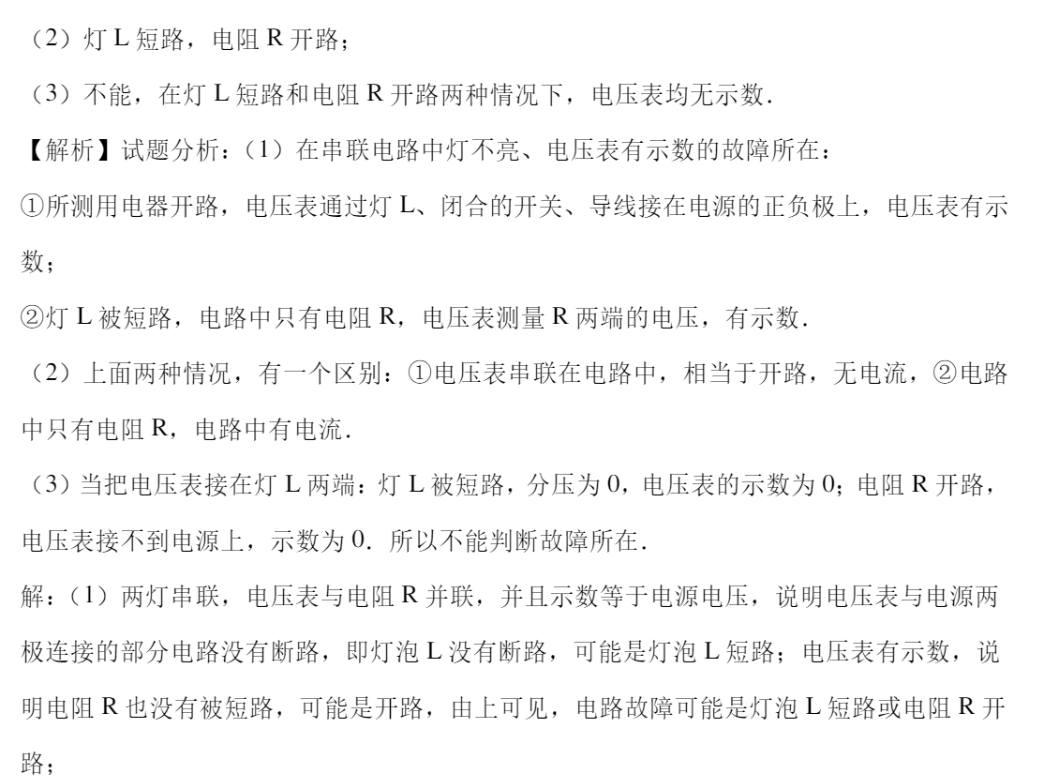 （2）灯 L 短路，电阻 R 开路；
（3）不能，在灯 L 短路和电阻 R 开路两种情况下，电压表均无示数．
【解析】试题分析：（1）在串联电路中灯不亮、电压表有示数的故障所在：
①所测用电器开路，电压表通过灯 L、闭合的开关、导线接在电源的正负极上，电压表有示
数；
②灯 L 被短路，电路中只有电阻 R，电压表测量 R 两端的电压，有示数．
（2）上面两种情况，有一个区别：①电压表串联在电路中，相当于开路，无电流，②电路
中只有电阻 R，电路中有电流．
（3）当把电压表接在灯 L 两端：灯 L 被短路，分压为 0，电压表的示数为 0；电阻 R 开路，
电压表接不到电源上，示数为 0．所以不能判断故障所在．
解：（1）两灯串联，电压表与电阻 R 并联，并且示数等于电源电压，说明电压表与电源两
极连接的部分电路没有断路，即灯泡 L 没有断路，可能是灯泡 L 短路；电压表有示数，说
明电阻 R 也没有被短路，可能是开路，由上可见，电路故障可能是灯泡 L 短路或电阻 R 开
路；